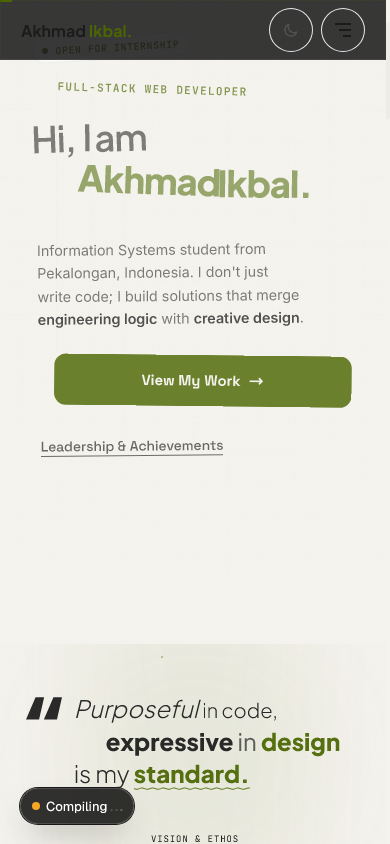 Akhmad Ikbal.
OPEN FOR INTERNSHIP
FULL-STACK WEB DEVELOPER
Hi, I am
Akhmad Ikbal.
Information Systems student from
Pekalongan, Indonesia. I don't just
write code; I build solutions that merge
engineering logic with creative design.
View My Work →
Leadership & Achievements
Purposeful in code,
expressive in design
is my standard.
Compiling ...
VISION & ETHOS